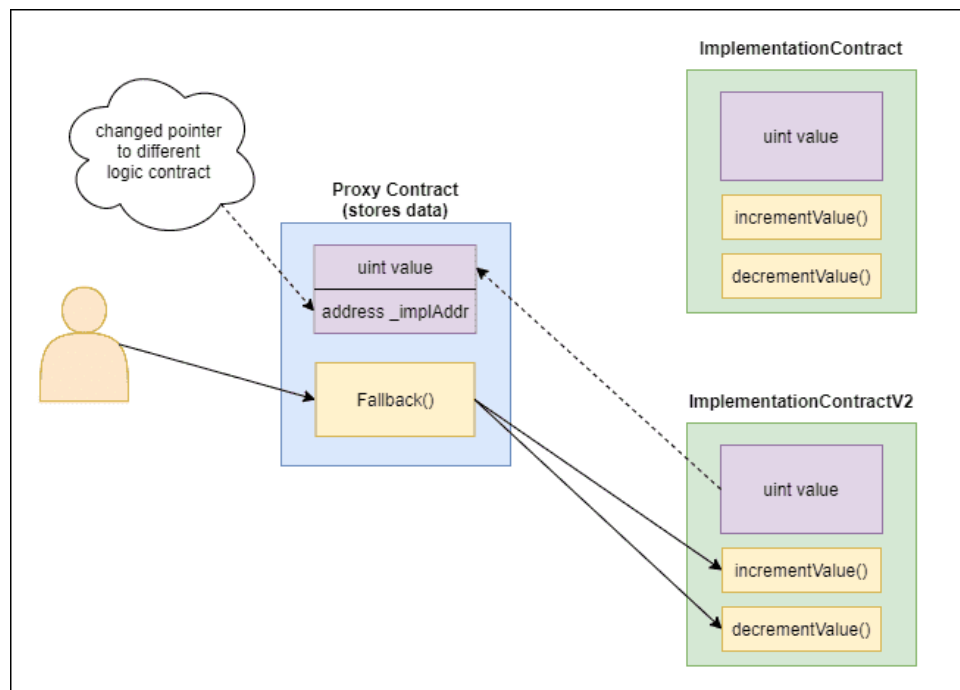 ImplementationContract
uint value
incrementValue()
decrementValue()
changed pointer
to different
logic contract
Proxy Contract
(stores data)
uint value
address _implAddr
Fallback()
ImplementationContractV2
uint value
incrementValue()
decrementValue()